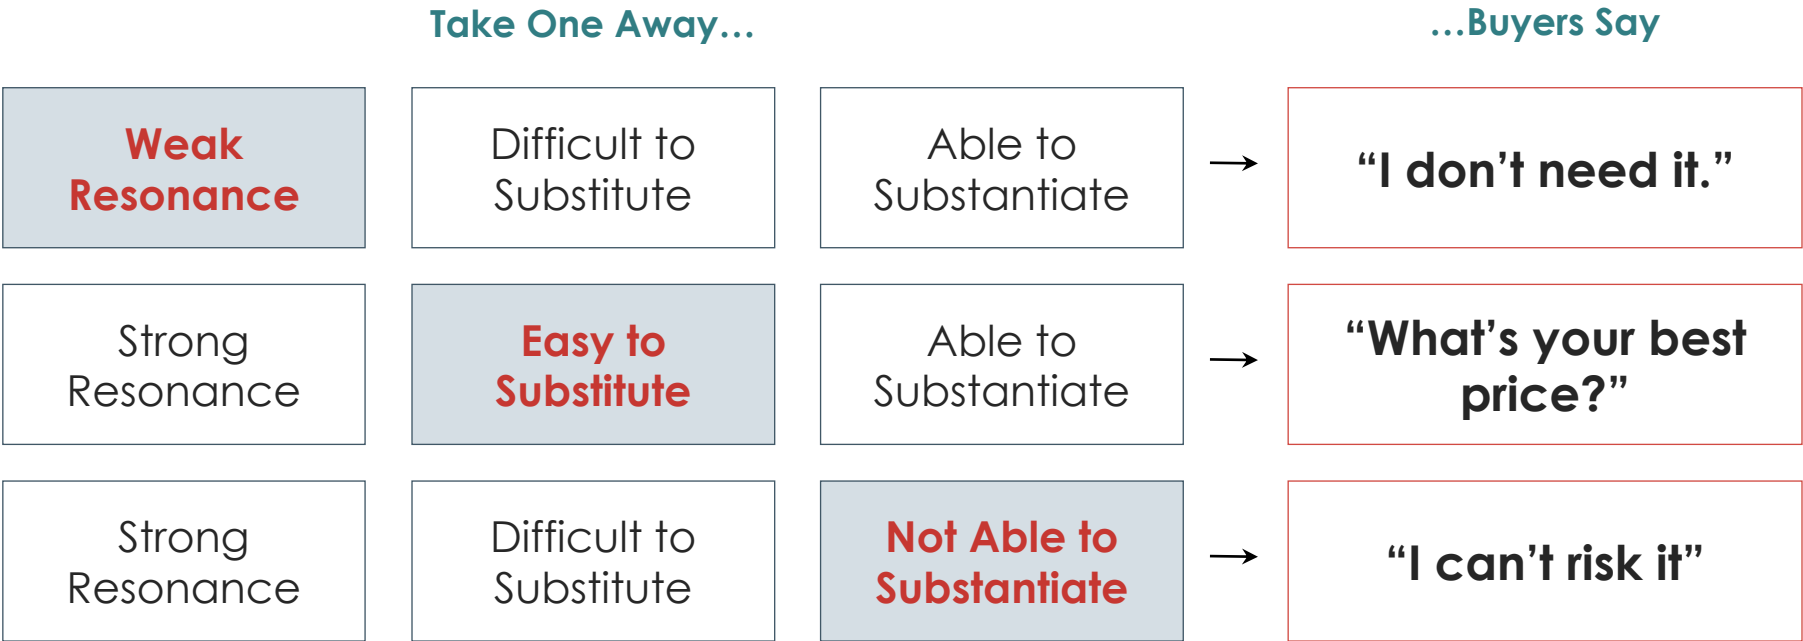 Take One Away…
…Buyers Say
Weak
Resonance
Difficult to
Substitute
Able to
Substantiate
“I don’t need it.”
Strong
Resonance
Easy to
Substitute
Able to
Substantiate
“What’s your best
price?”
Strong
Resonance
Difficult to
Substitute
Not Able to
Substantiate
“I can’t risk it”